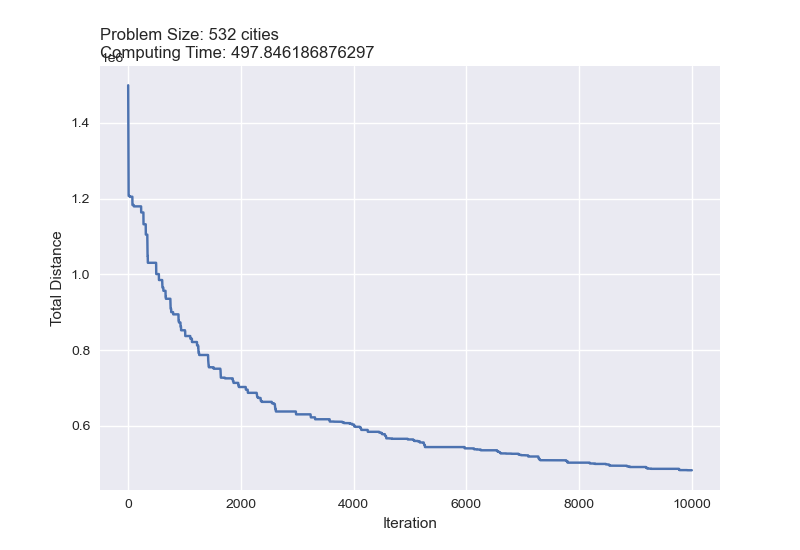 Problem Size: 532 cities
Computing Time: 497.846186876297
1e6
1.4
1.2
1.0
0.8
0.6
Total Distance
0 2000 4000 6000 8000 10000
Iteration